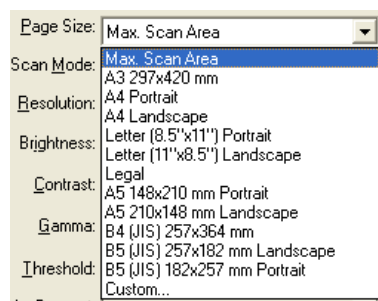 Page Size: Max. Scan Area
Scan Mode: Max. Scan Area
A3 297x420 mm
Resolution: A4 Portrait
A4 Landscape
Brightness: Letter (8.5"x11") Portrait
Letter (11"x8.5") Landscape
Legal
Contrast: A5 148x210 mm Portrait
A5 210x148 mm Landscape
Gamma: B4 (JIS) 257x364 mm
B5 (JIS) 257x182 mm Landscape
Threshold: B5 (JIS) 182x257 mm Portrait
Custom...